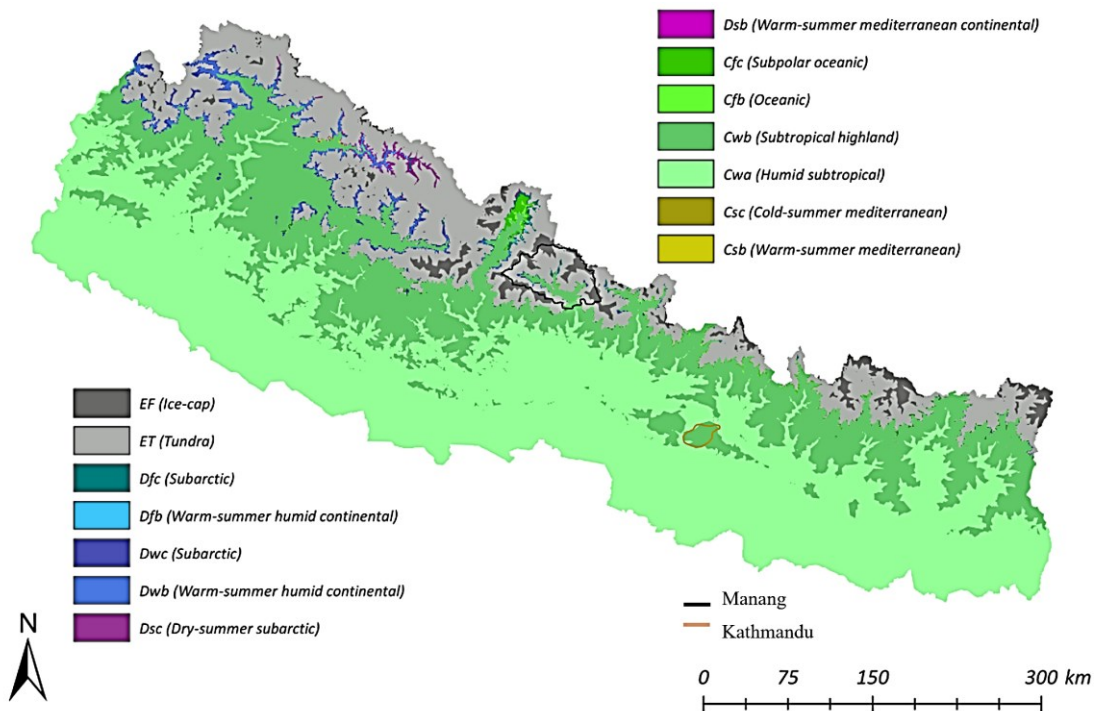 Dsb (Warm-summer mediterranean continental)
Cfc (Subpolar oceanic)
Cfb (Oceanic)
Cwb (Subtropical highland)
Cwa (Humid subtropical)
Csc (Cold-summer mediterranean)
Csb (Warm-summer mediterranean)
EF (Ice-cap)
ET (Tundra)
Dfc (Subarctic)
Dfb (Warm-summer humid continental)
Dwc (Subarctic)
Dwb (Warm-summer humid continental)
Dsc (Dry-summer subarctic)
Manang
Kathmandu
N
0 75 150 300 km